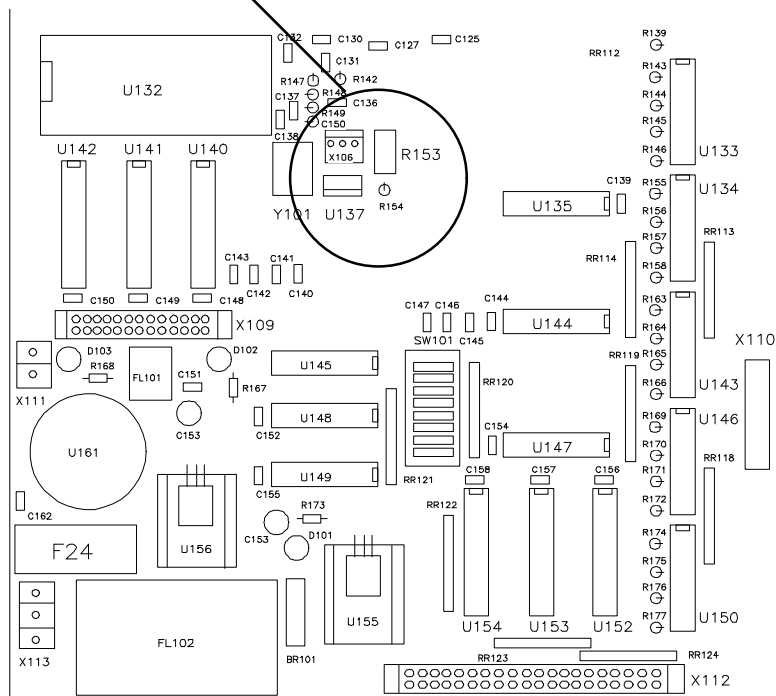 C132 C130 C127 C125 R139
RR112
C131
R147 R142 R143
U132 R148 C136 R144
C137 R149 R145
C150
C138 R146 U133
U142 U141 U140 X106 R153
R155 U134
C139
Y101 U137 R154 U135 R156
R157 RR113
RR114
C143 C141 R158
C142 C140
C150 C149 C148 R163
C147 C146 C144
X109 U144 R164
SW101 C145
D103 D102 RR119 R165 X110
R168 FL101 U145
C151 R167 RR120 R166 U143
X111
C153 C152 U148 R169 U146
U161 C154 U147 R170
RR118
U149 C158 C157 C156 R171
C155 RR121
C162 R173 RR122 R172
F24 U156 C153 D101 R174
R175
R176
U155 U154 U153 U152 R177 U150
FL102
X113 BR101 RR123 RR124
X112